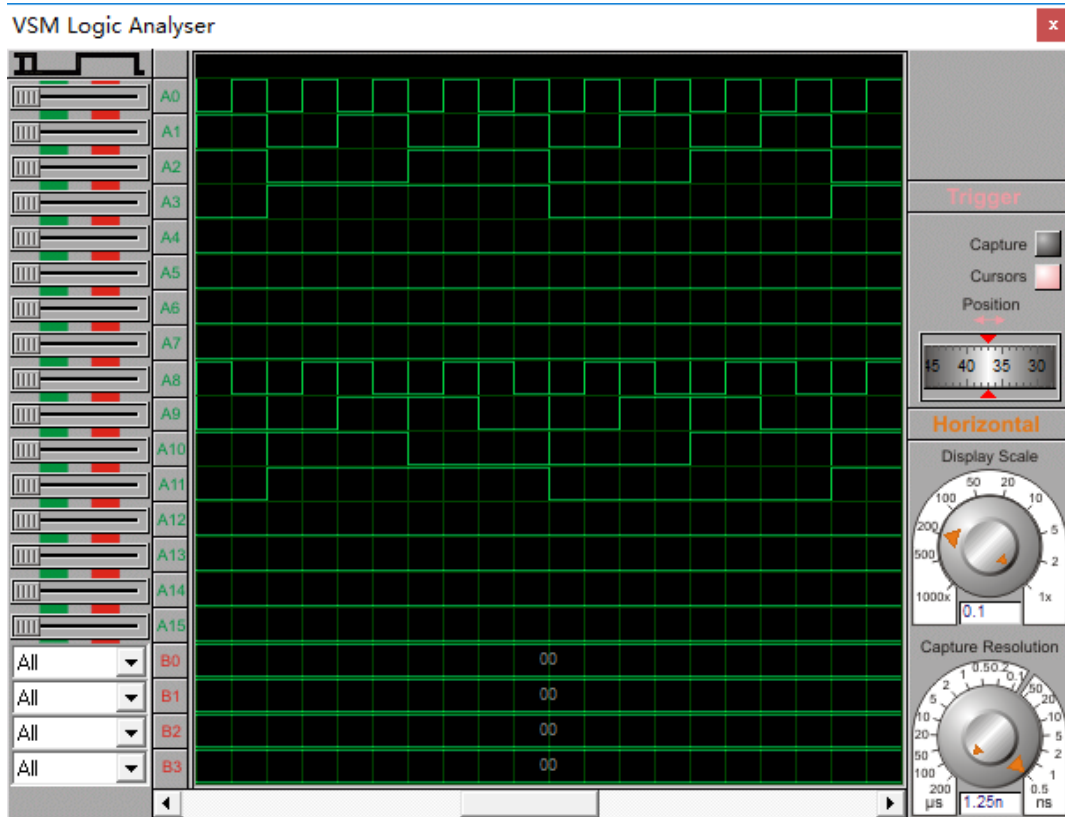 VSM Logic Analyser
x
A0
A1
A2
A3
A4
A5
A6
A7
A8
A9
A10
A11
A12
A13
A14
A15
All B0 00
All B1 00
All B2 00
All B3 00
Trigger
Capture
Cursors
Position
45 40 35 30
Horizontal
Display Scale
1000x 500 200 100 50 20 10 5 2 1x
0.1
Capture Resolution
200 100 50 20 10 5 2 1 0.5 0.2 0.1 50 20 10 5 2 1 0.5
µs 1.25n ns